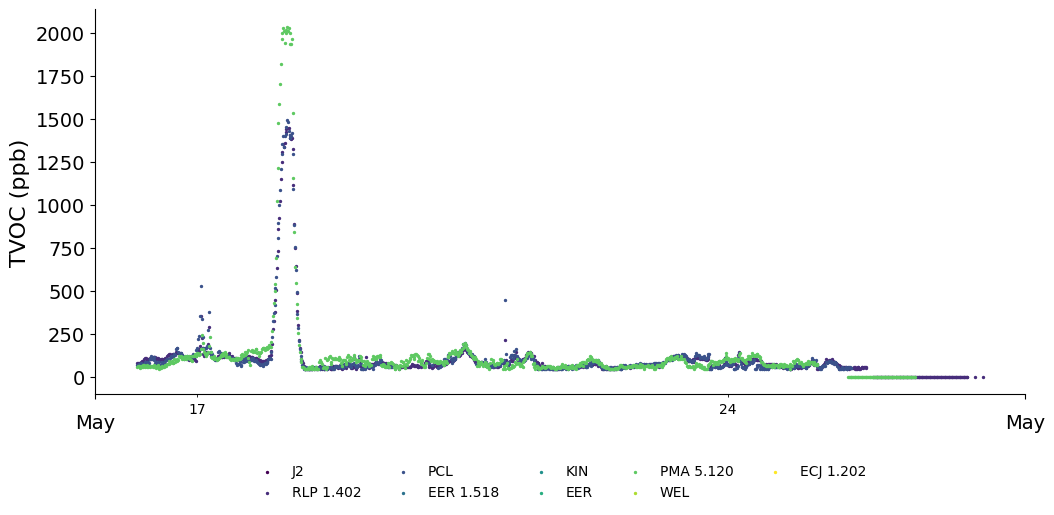 TVOC (ppb)
2000
1750
1500
1250
1000
750
500
250
0
17
24
May
May
J2
PCL
KIN
PMA 5.120
ECJ 1.202
RLP 1.402
EER 1.518
EER
WEL